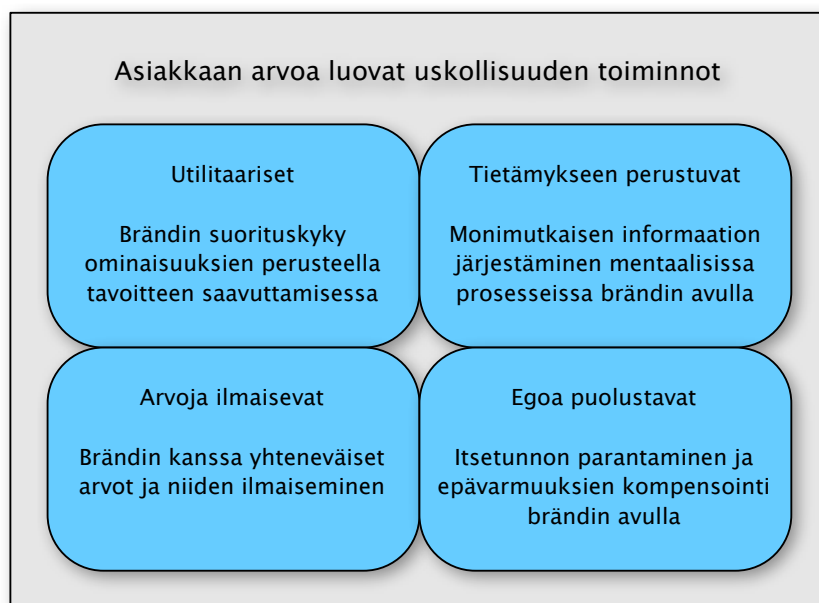 Asiakkaan arvoa luovat uskollisuuden toiminnot
Utilitaariset
Brändin suorituskyky
ominaisuuksien perusteella
tavoitteen saavuttamisessa
Tietämykseen perustuvat
Monimutkaisen informaation
järjestäminen mentaalisissa
prosesseissa brändin avulla
Arvoja ilmaisevat
Brändin kanssa yhteneväiset
arvot ja niiden ilmaiseminen
Egoa puolustavat
Itsetunnon parantaminen ja
epävarmuuksien kompensointi
brändin avulla